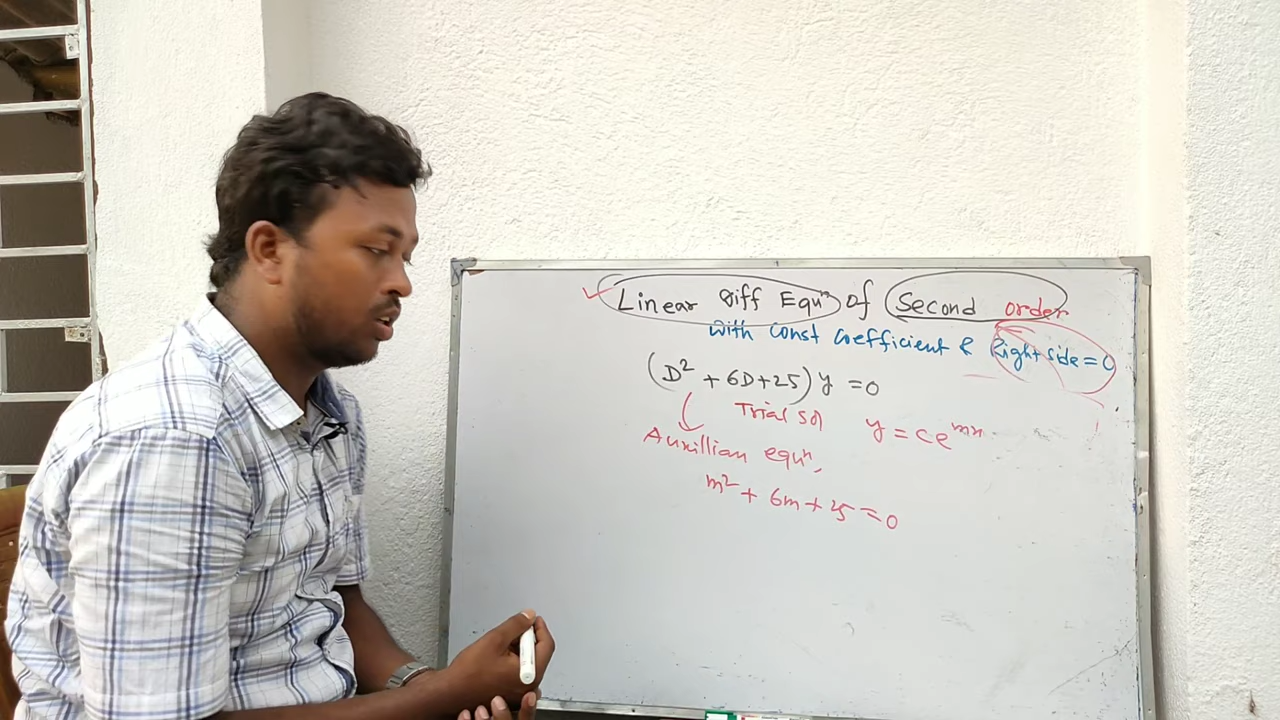 Linear Diff Equⁿ of Second order
with Const Coefficient & Right side = 0
(D² + 6D + 25) y = 0
Trial sol y = ce^mx
Auxillian equⁿ,
m² + 6m + 25 = 0